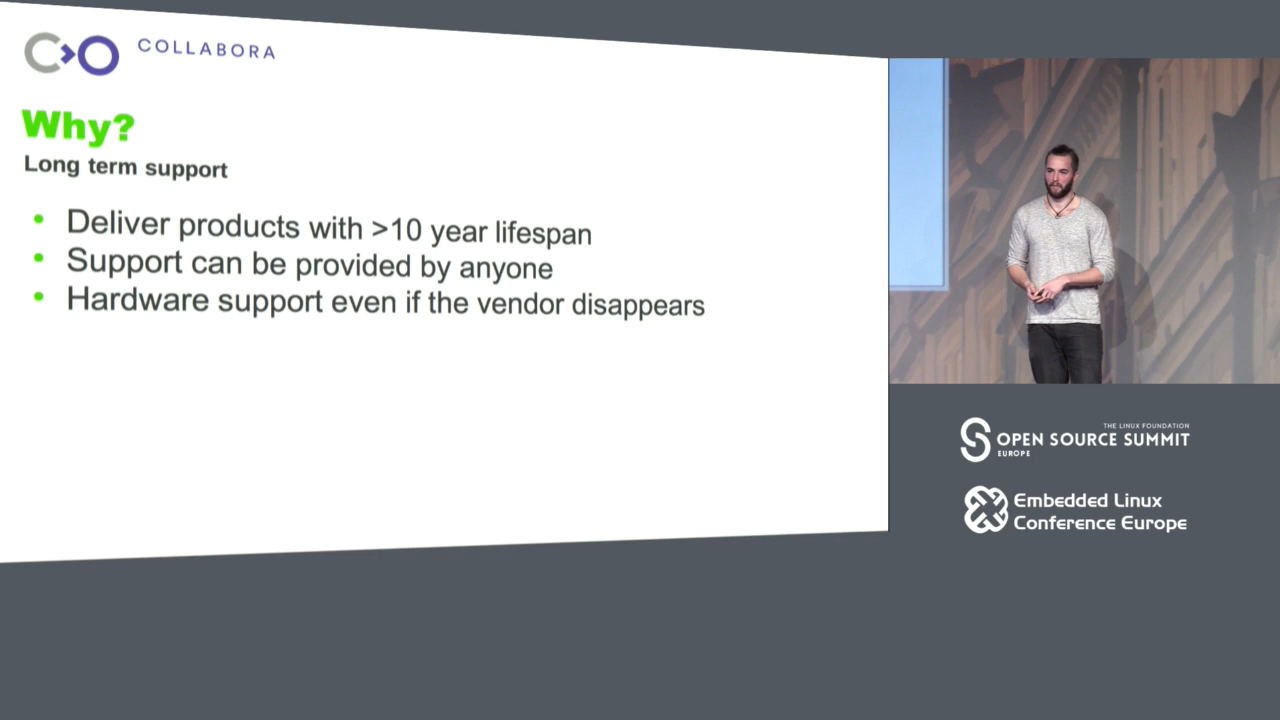 COLLABORA
Why?
Long term support
Deliver products with >10 year lifespan
Support can be provided by anyone
Hardware support even if the vendor disappears
THE LINUX FOUNDATION
OPEN SOURCE SUMMIT
EUROPE
Embedded Linux
Conference Europe